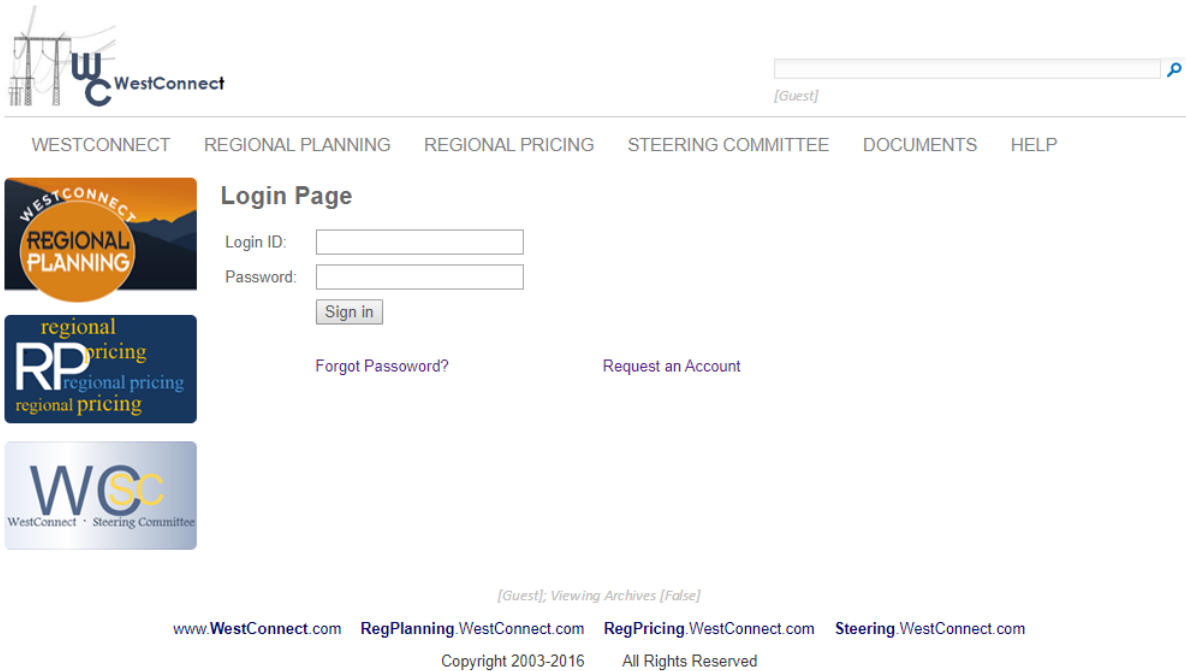 WC WestConnect
[Guest]
WESTCONNECT REGIONAL PLANNING REGIONAL PRICING STEERING COMMITTEE DOCUMENTS HELP
WESTCONNECT
REGIONAL
PLANNING
Login Page
Login ID:
Password:
Sign in
Forgot Passoword? Request an Account
regional
pricing
RP
regional pricing
regional pricing
WCSC
WestConnect · Steering Committee
[Guest]; Viewing Archives [False]
www.WestConnect.com RegPlanning.WestConnect.com RegPricing.WestConnect.com Steering.WestConnect.com
Copyright 2003-2016 All Rights Reserved